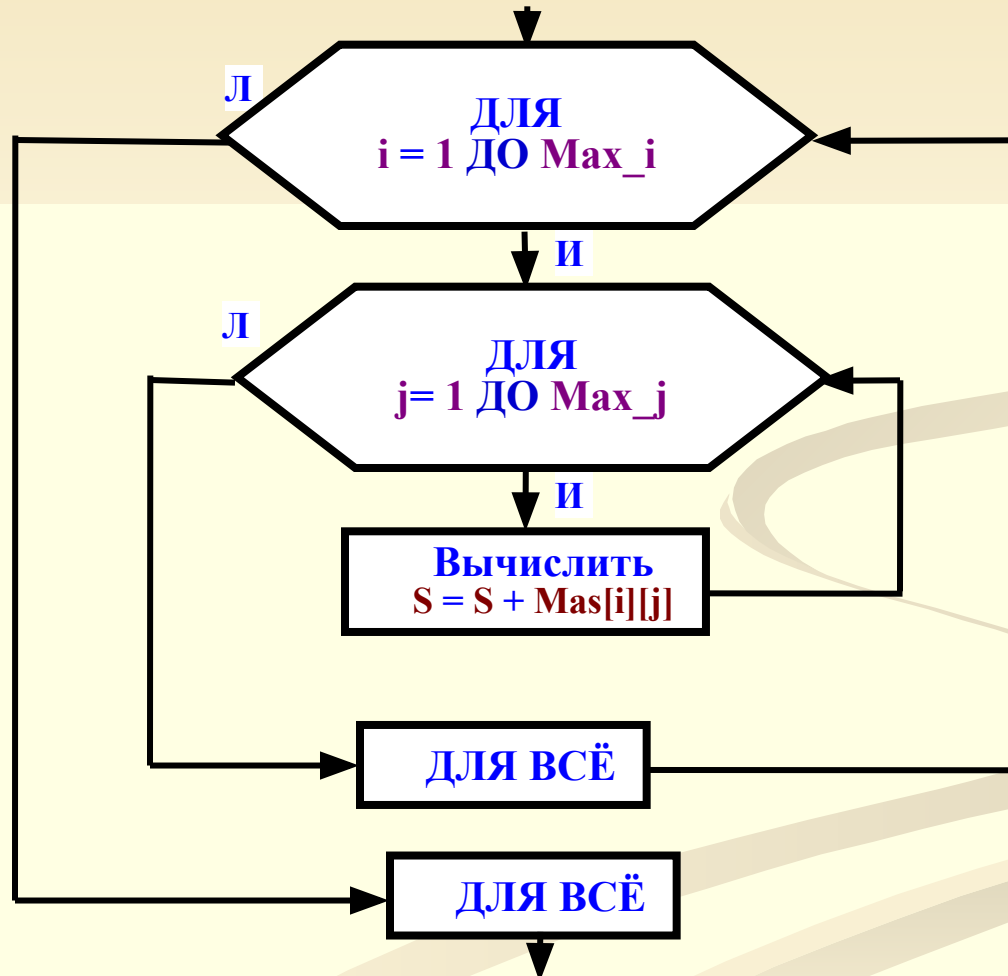 Л
ДЛЯ
i = 1 ДО Max_i
И
Л
ДЛЯ
j= 1 ДО Max_j
И
Вычислить
S = S + Mas[i][j]
ДЛЯ ВСЁ
ДЛЯ ВСЁ